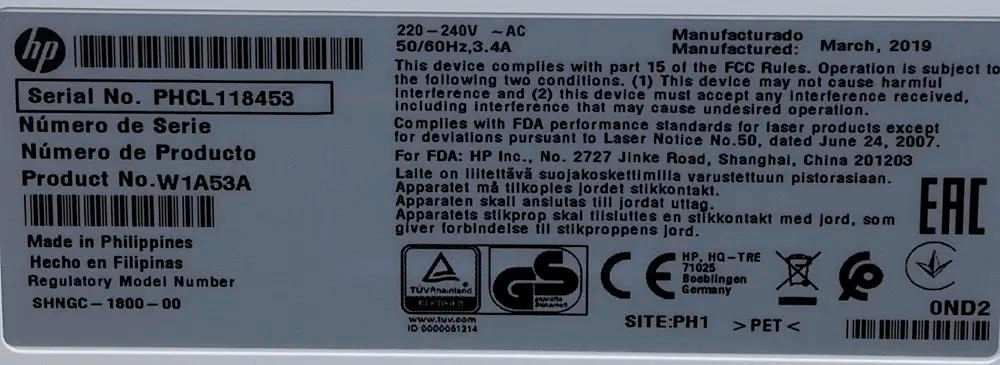 hp
Serial No. PHCL118453
Número de Serie
Número de Producto
Product No.W1A53A
Made in Philippines
Hecho en Filipinas
Regulatory Model Number
SHNGC-1800-00
220-240V ~AC
50/60Hz,3.4A
Manufacturado
Manufactured: March, 2019
This device complies with part 15 of the FCC Rules. Operation is subject to
the following two conditions. (1) This device may not cause harmful
interference and (2) this device must accept any interference received,
including interference that may cause undesired operation.
Complies with FDA performance standards for laser products except
for deviations pursuant to Laser Notice No.50, dated June 24, 2007.
For FDA: HP Inc., No. 2727 Jinke Road, Shanghai, China 201203
Laite on liitettävä suojakoskettimilla varustettuun pistorasiaan.
Apparatet må tilkoples jordet stikkontakt.
Apparaten skall anslutas till jordat uttag.
Apparatets stikprop skal tilsluttes en stikkontakt med jord, som
giver forbindelse til stikproppens jord.
EAC
TÜVRheinland
CERTIFIED
www.tuv.com
ID 0000051214
GS
geprüfte
Sicherheit
CE
HP, HQ-TRE
71025
Boeblingen
Germany
SITE:PH1 >PET<
0ND2